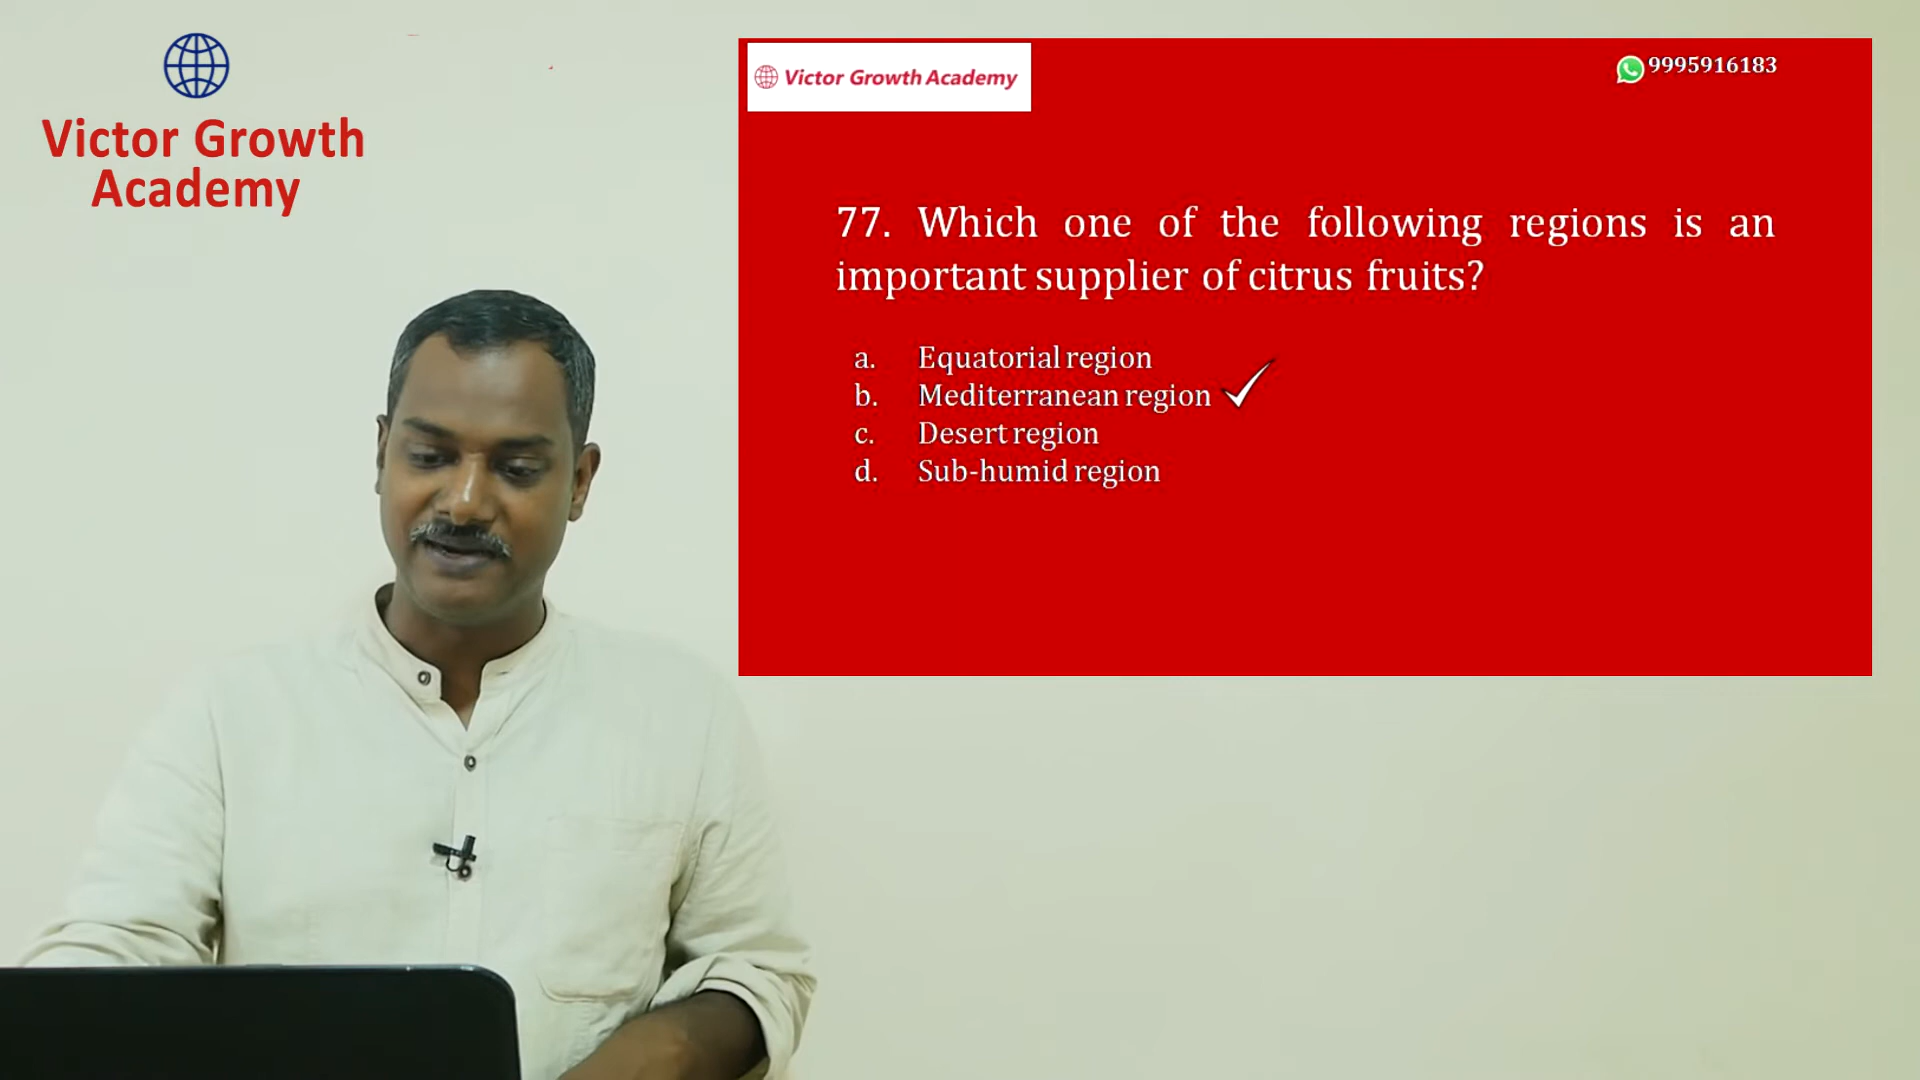 Victor Growth
Academy
Victor Growth Academy
9995916183
77. Which one of the following regions is an
important supplier of citrus fruits?
a. Equatorial region
b. Mediterranean region
c. Desert region
d. Sub-humid region